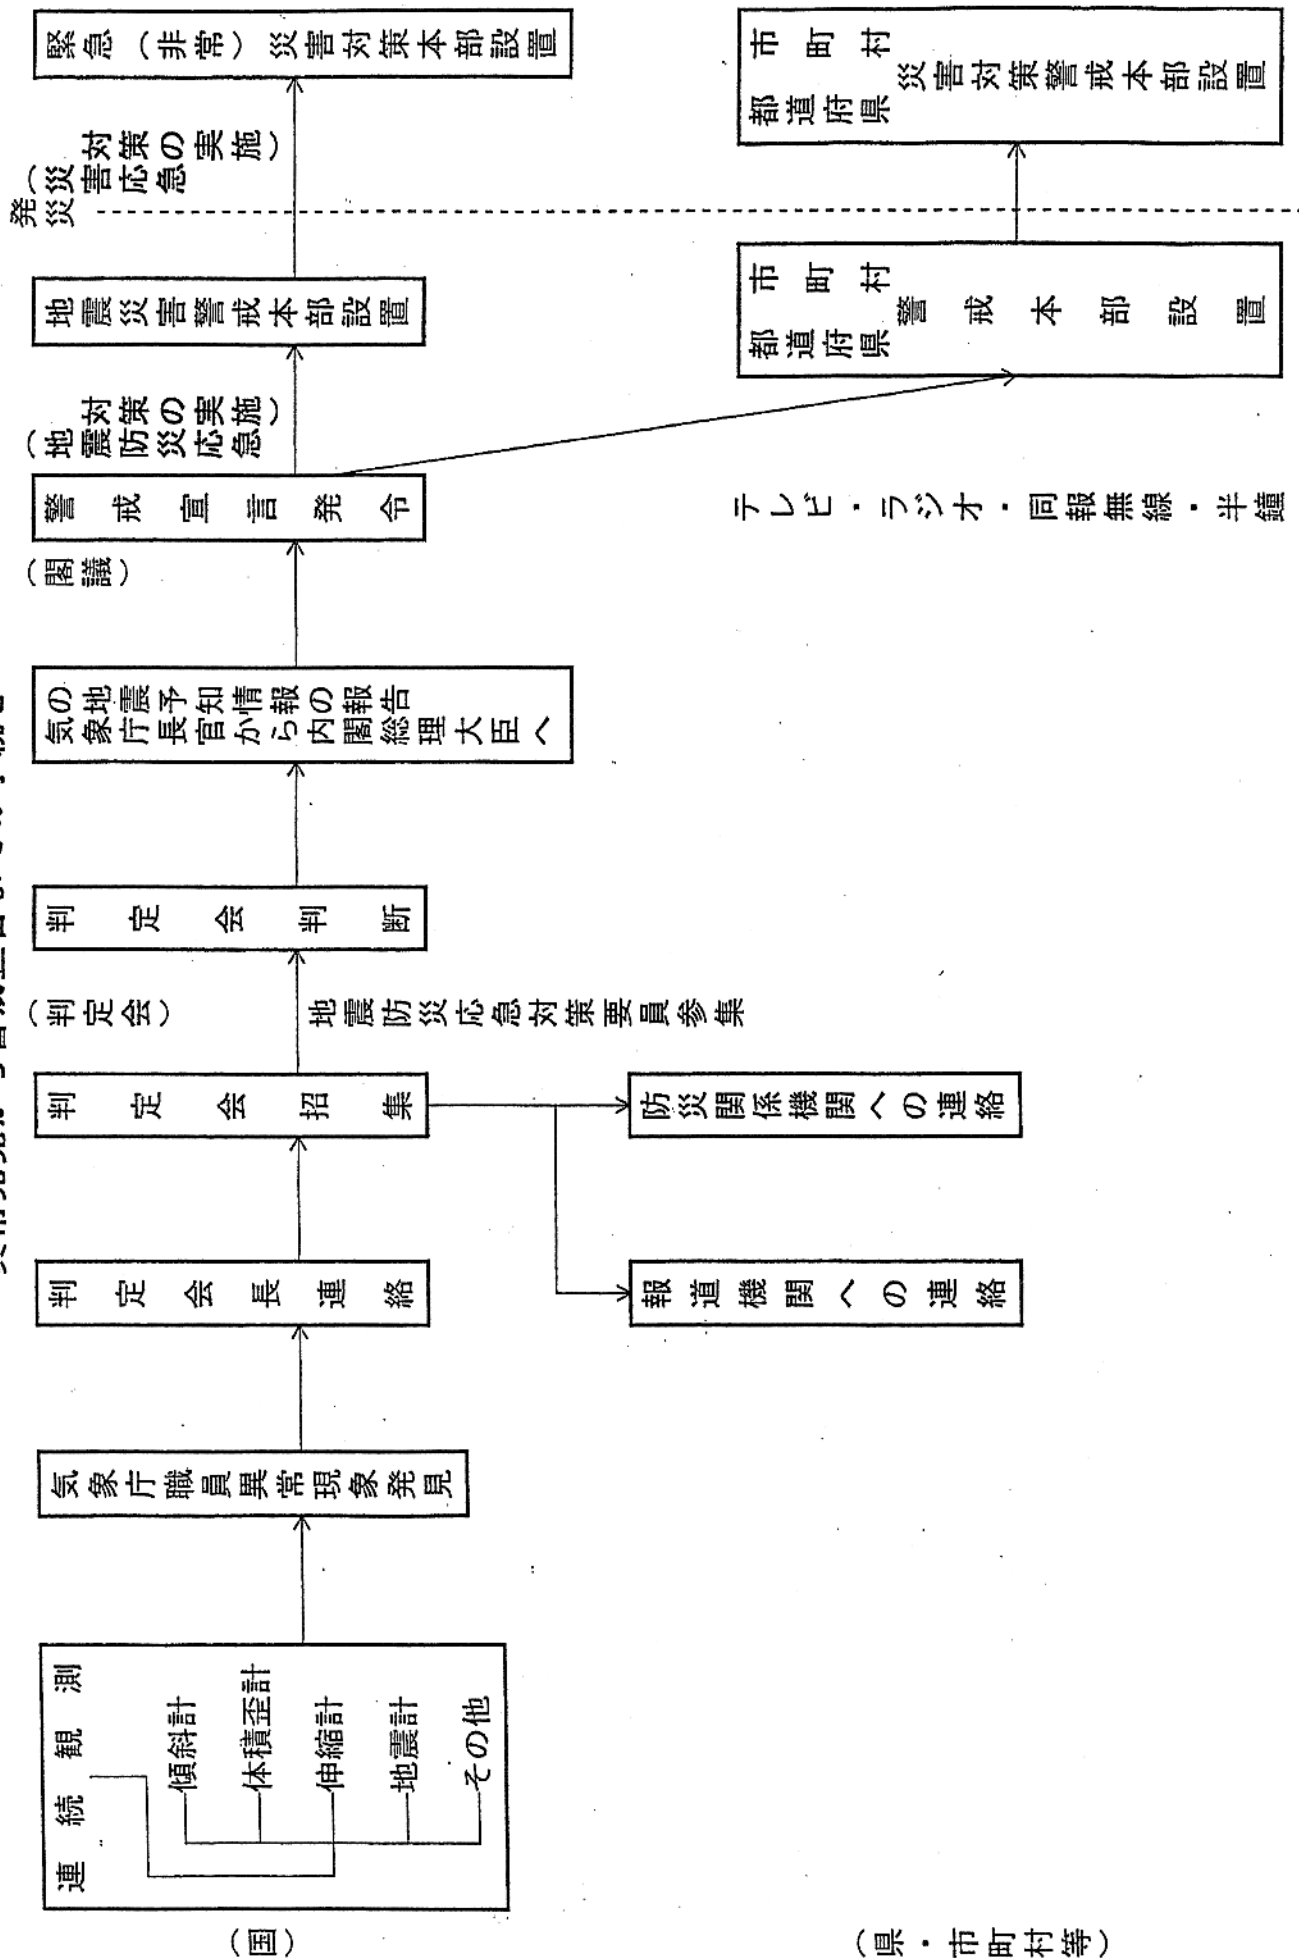 (国)
連続観測
傾斜計
体積歪計
伸縮計
地震計
その他
気象庁職員異常現象発見
判定会長連絡
判定会招集
(判定会)
地震防災応急対策要員参集
報道機関への連絡
防災関係機関への連絡
判定会判断
気象庁長官から内閣総理大臣へ
の地震予知情報の報告
(閣議)
警戒宣言発令
(地震防災応急
対策の実施)
地震災害警戒本部設置
発災
(災害応急
対策の実施)
緊急(非常)災害対策本部設置
(県・市町村等)
テレビ・ラジオ・同報無線・半鐘
都道府県
市町村
警戒本部設置
都道府県
市町村
災害対策警戒本部設置